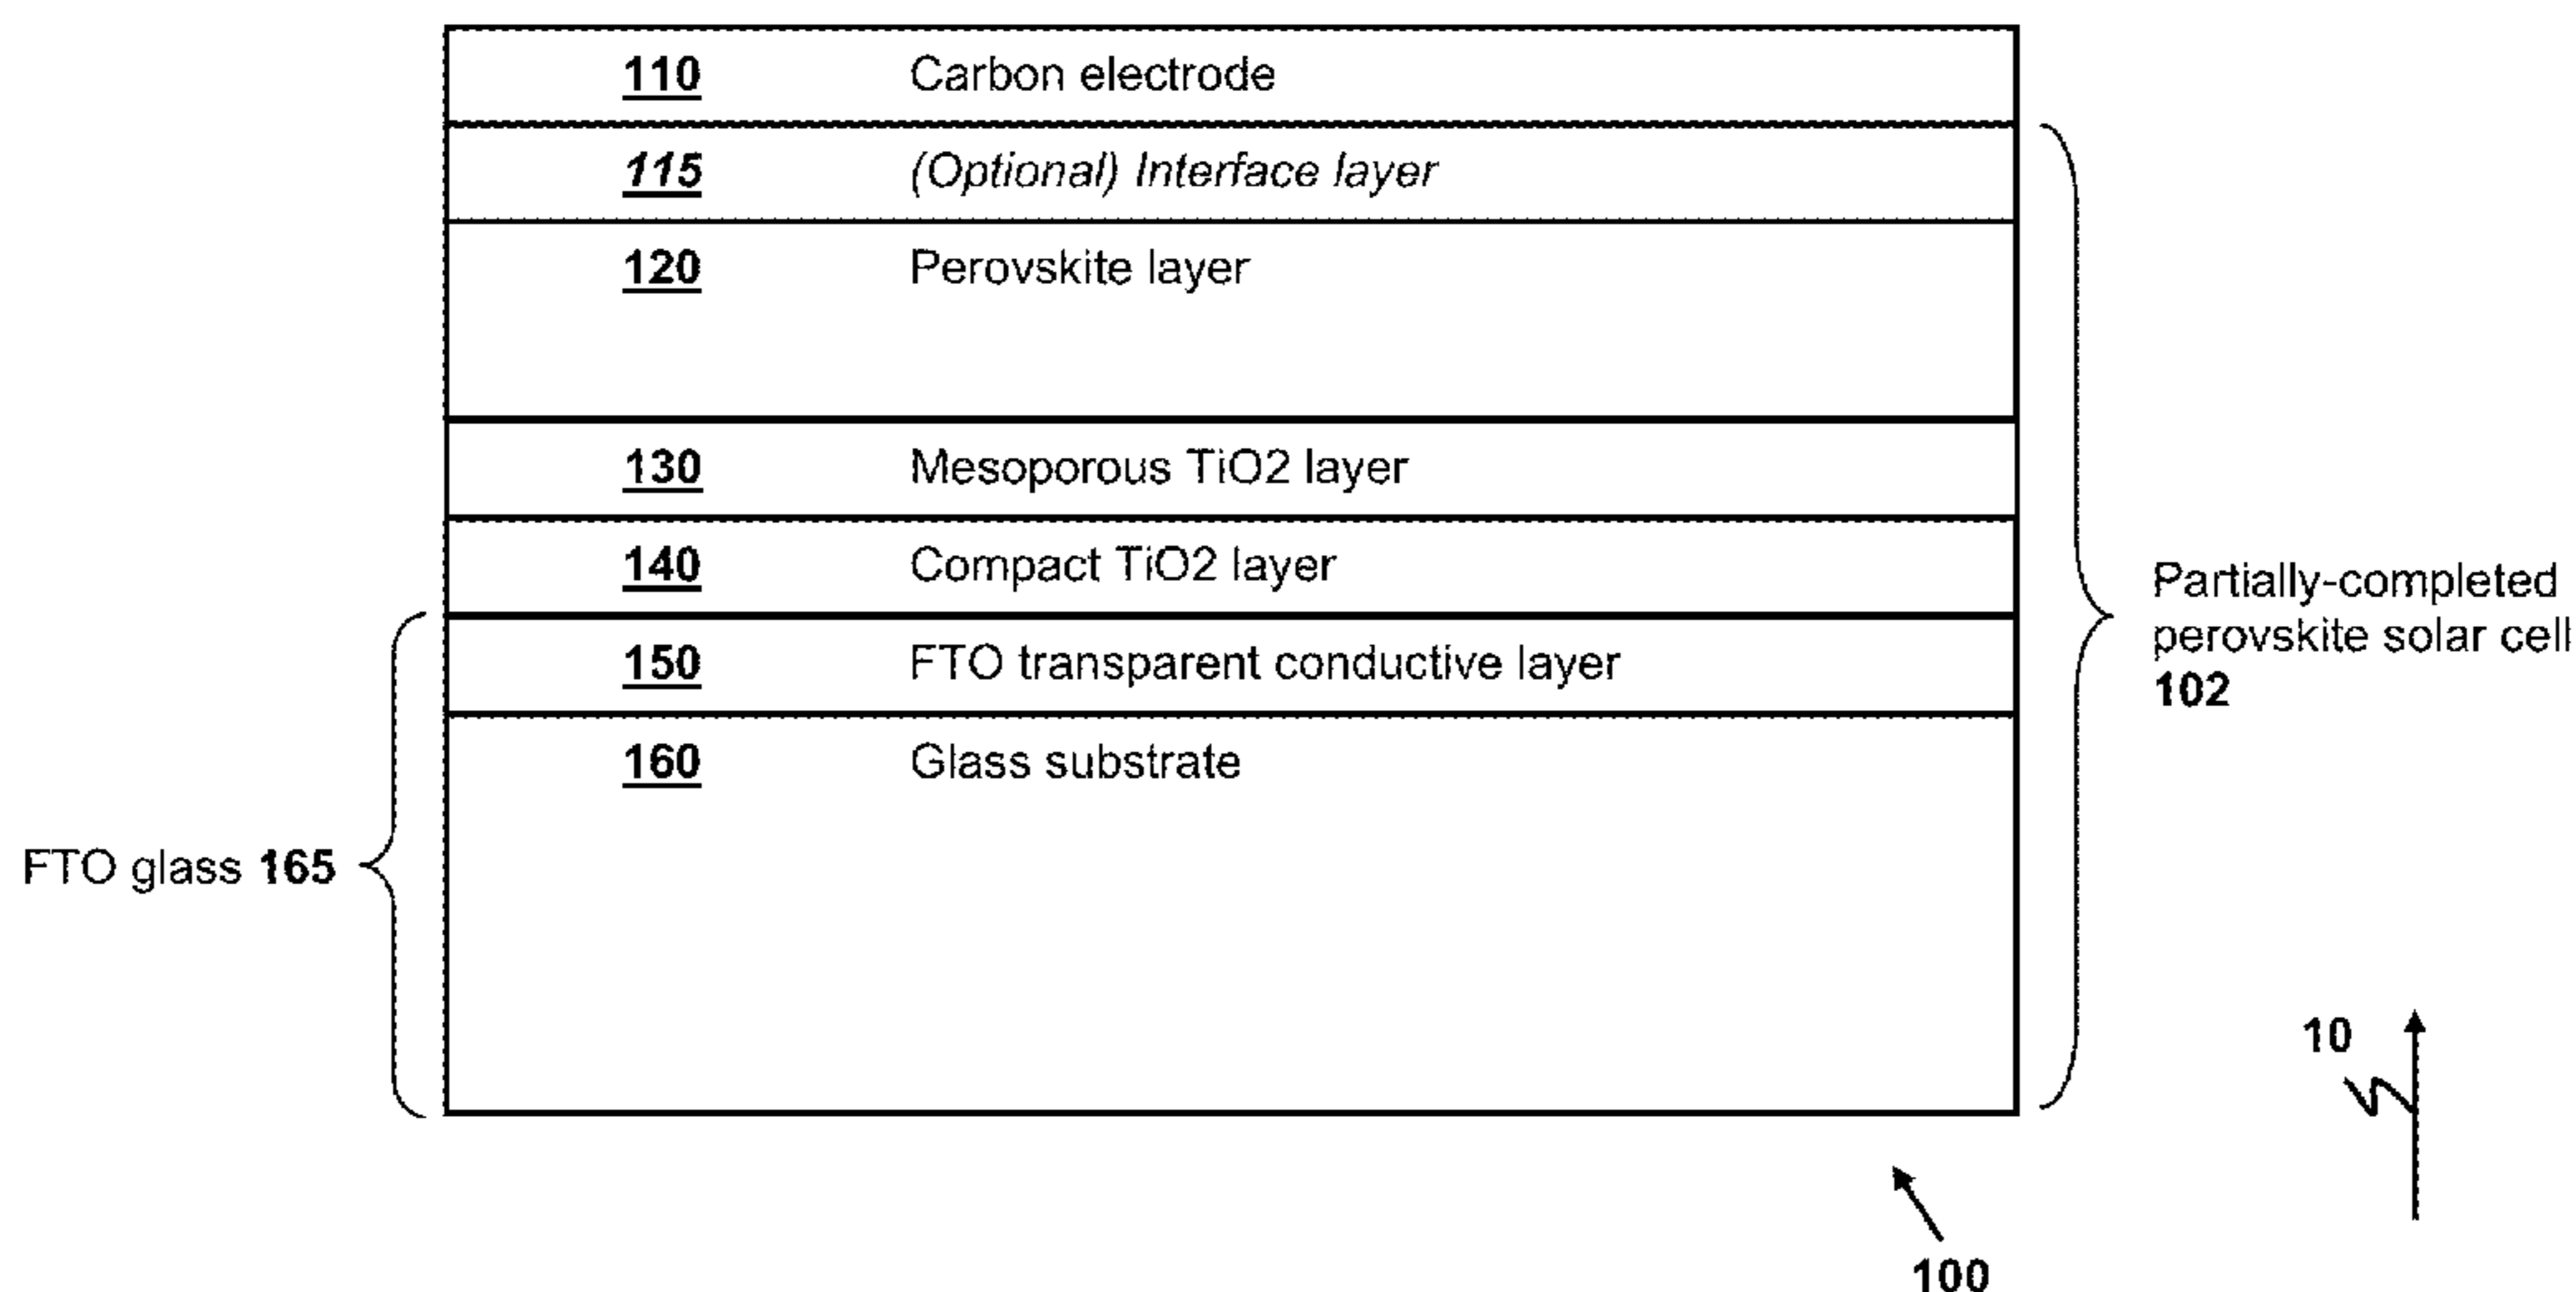 110 Carbon electrode
115 (Optional) Interface layer
120 Perovskite layer
130 Mesoporous TiO2 layer
140 Compact TiO2 layer
150 FTO transparent conductive layer
160 Glass substrate
FTO glass 165
Partially-completed
perovskite solar cell
102
10
100